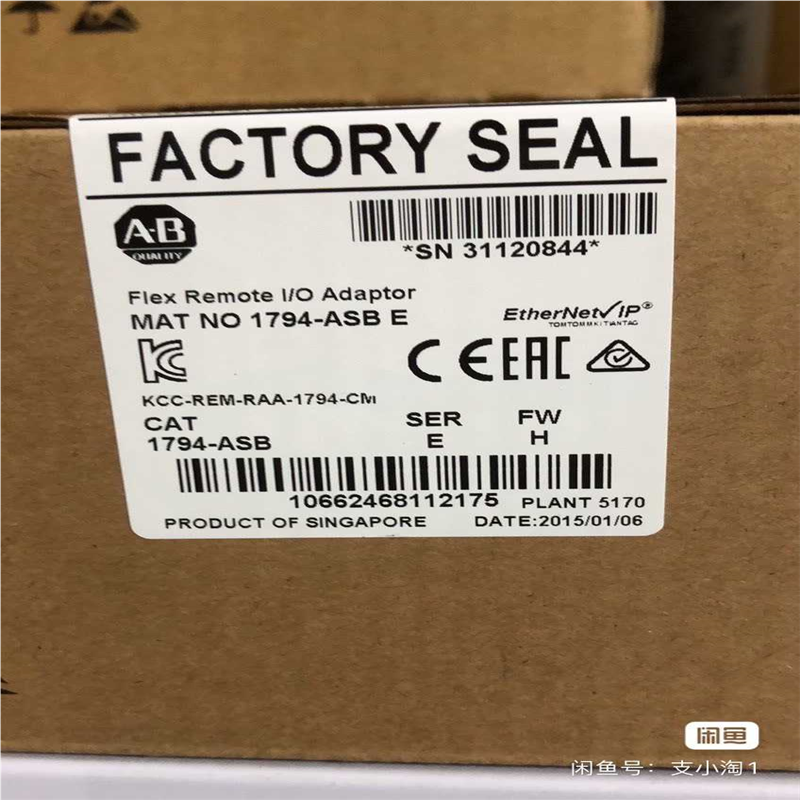 FACTORY SEAL
A-B
QUALITY
*SN 31120844*
Flex Remote I/O Adaptor
MAT NO 1794-ASB E
EtherNet/IP®
KC
CE EAC
KCC-REM-RAA-1794-CM
CAT SER FW
1794-ASB E H
10662468112175 PLANT 5170
PRODUCT OF SINGAPORE DATE:2015/01/06
闲鱼
闲鱼号：支小淘1